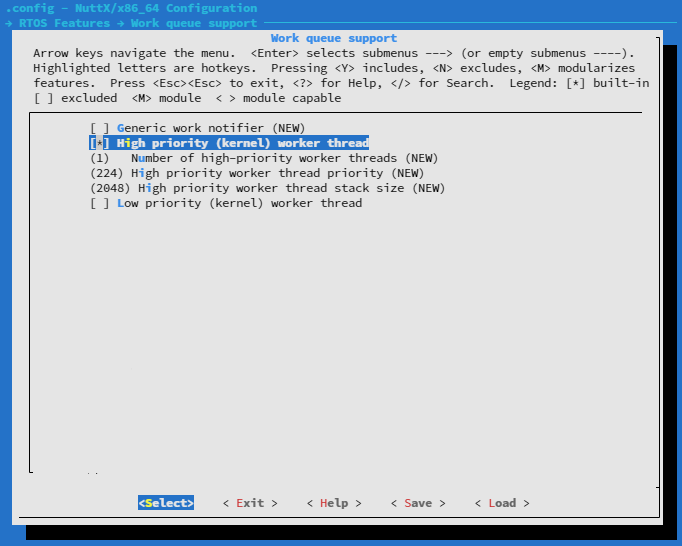 .config - NuttX/x86_64 Configuration
→ RTOS Features → Work queue support
Work queue support
Arrow keys navigate the menu.  <Enter> selects submenus ---> (or empty submenus ----).
Highlighted letters are hotkeys.  Pressing <Y> includes, <N> excludes, <M> modularizes
features.  Press <Esc><Esc> to exit, <?> for Help, </> for Search.  Legend: [*] built-in
[ ] excluded  <M> module  < > module capable
[ ] Generic work notifier (NEW)
[*] High priority (kernel) worker thread
(1)   Number of high-priority worker threads (NEW)
(224) High priority worker thread priority (NEW)
(2048) High priority worker thread stack size (NEW)
[ ] Low priority (kernel) worker thread
<Select>    < Exit >    < Help >    < Save >    < Load >